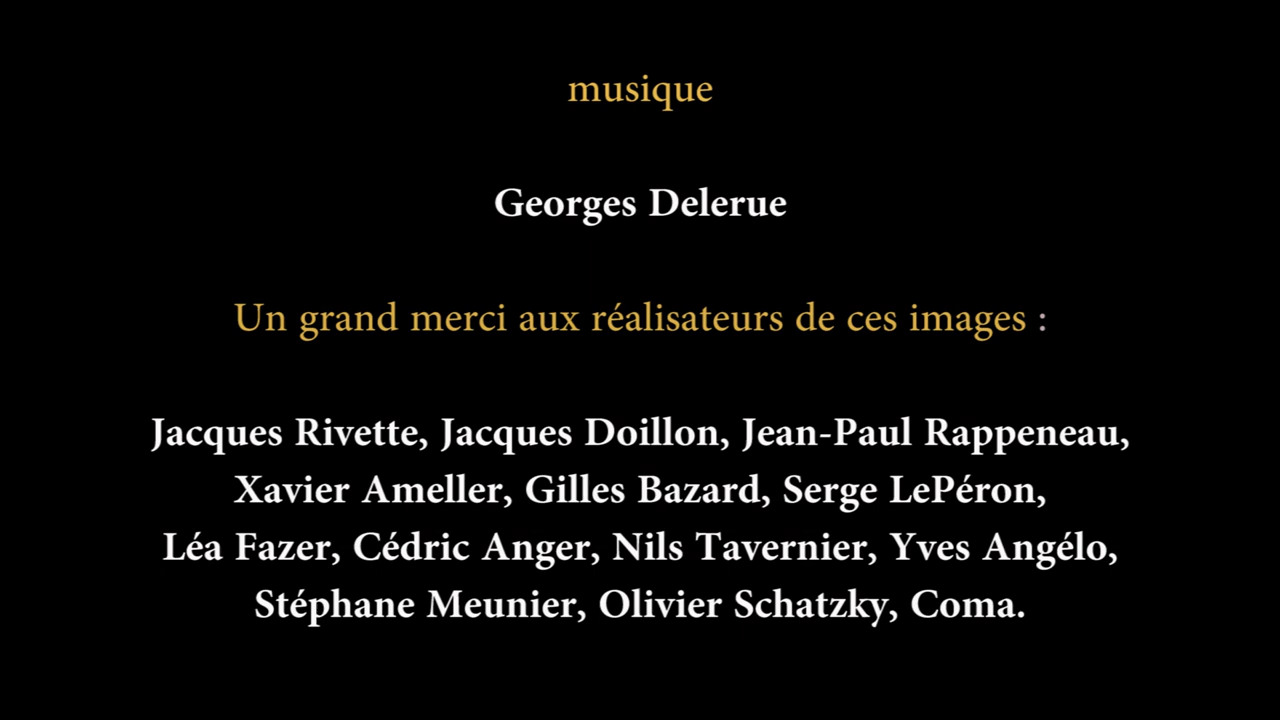 musique
Georges Delerue
Un grand merci aux réalisateurs de ces images :
Jacques Rivette, Jacques Doillon, Jean-Paul Rappeneau,
Xavier Ameller, Gilles Bazard, Serge LePéron,
Léa Fazer, Cédric Anger, Nils Tavernier, Yves Angélo,
Stéphane Meunier, Olivier Schatzky, Coma.